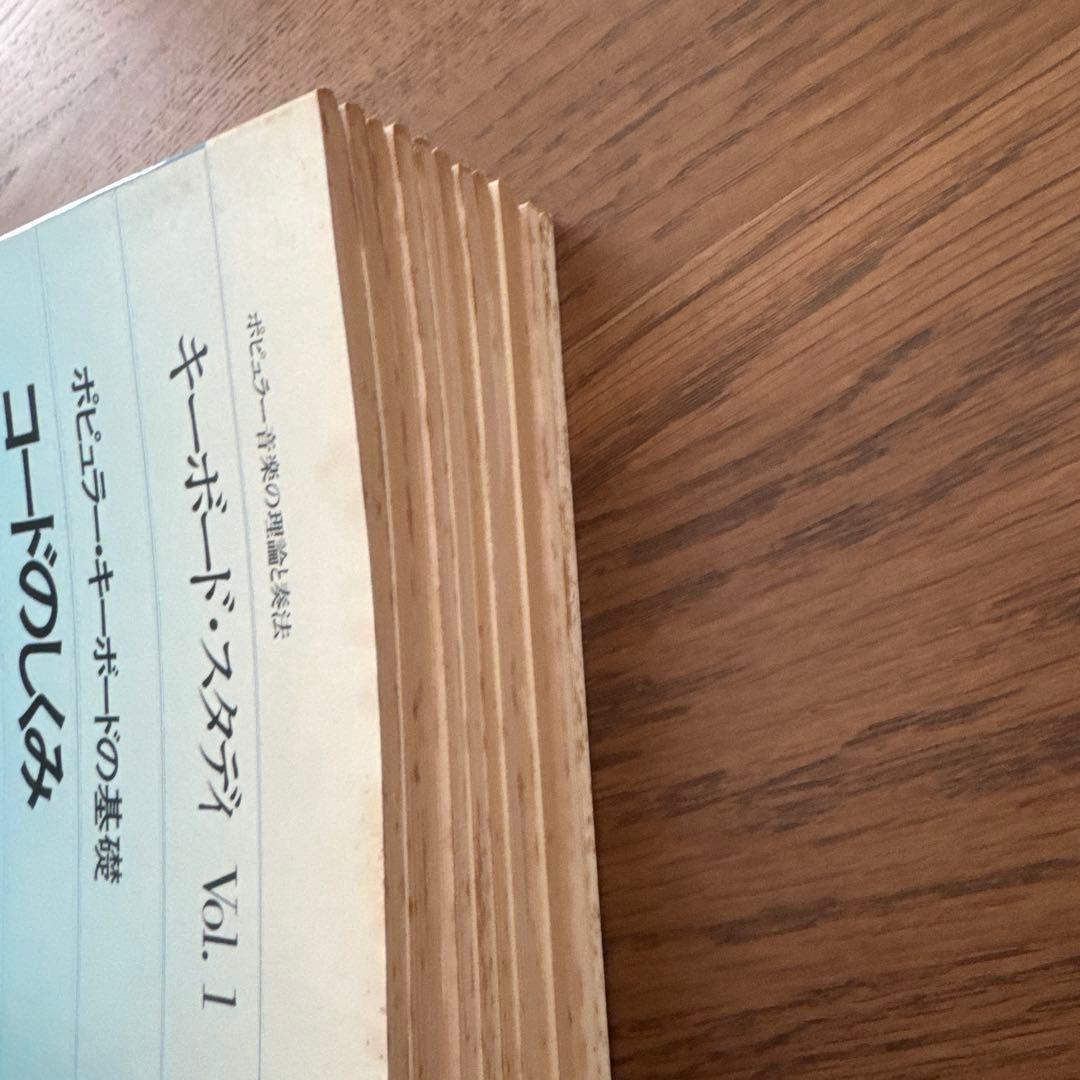 ポピュラー音楽の理論と奏法
キーボード・スタディ Vol. 1
ポピュラー・キーボードの基礎
コードのしくみ